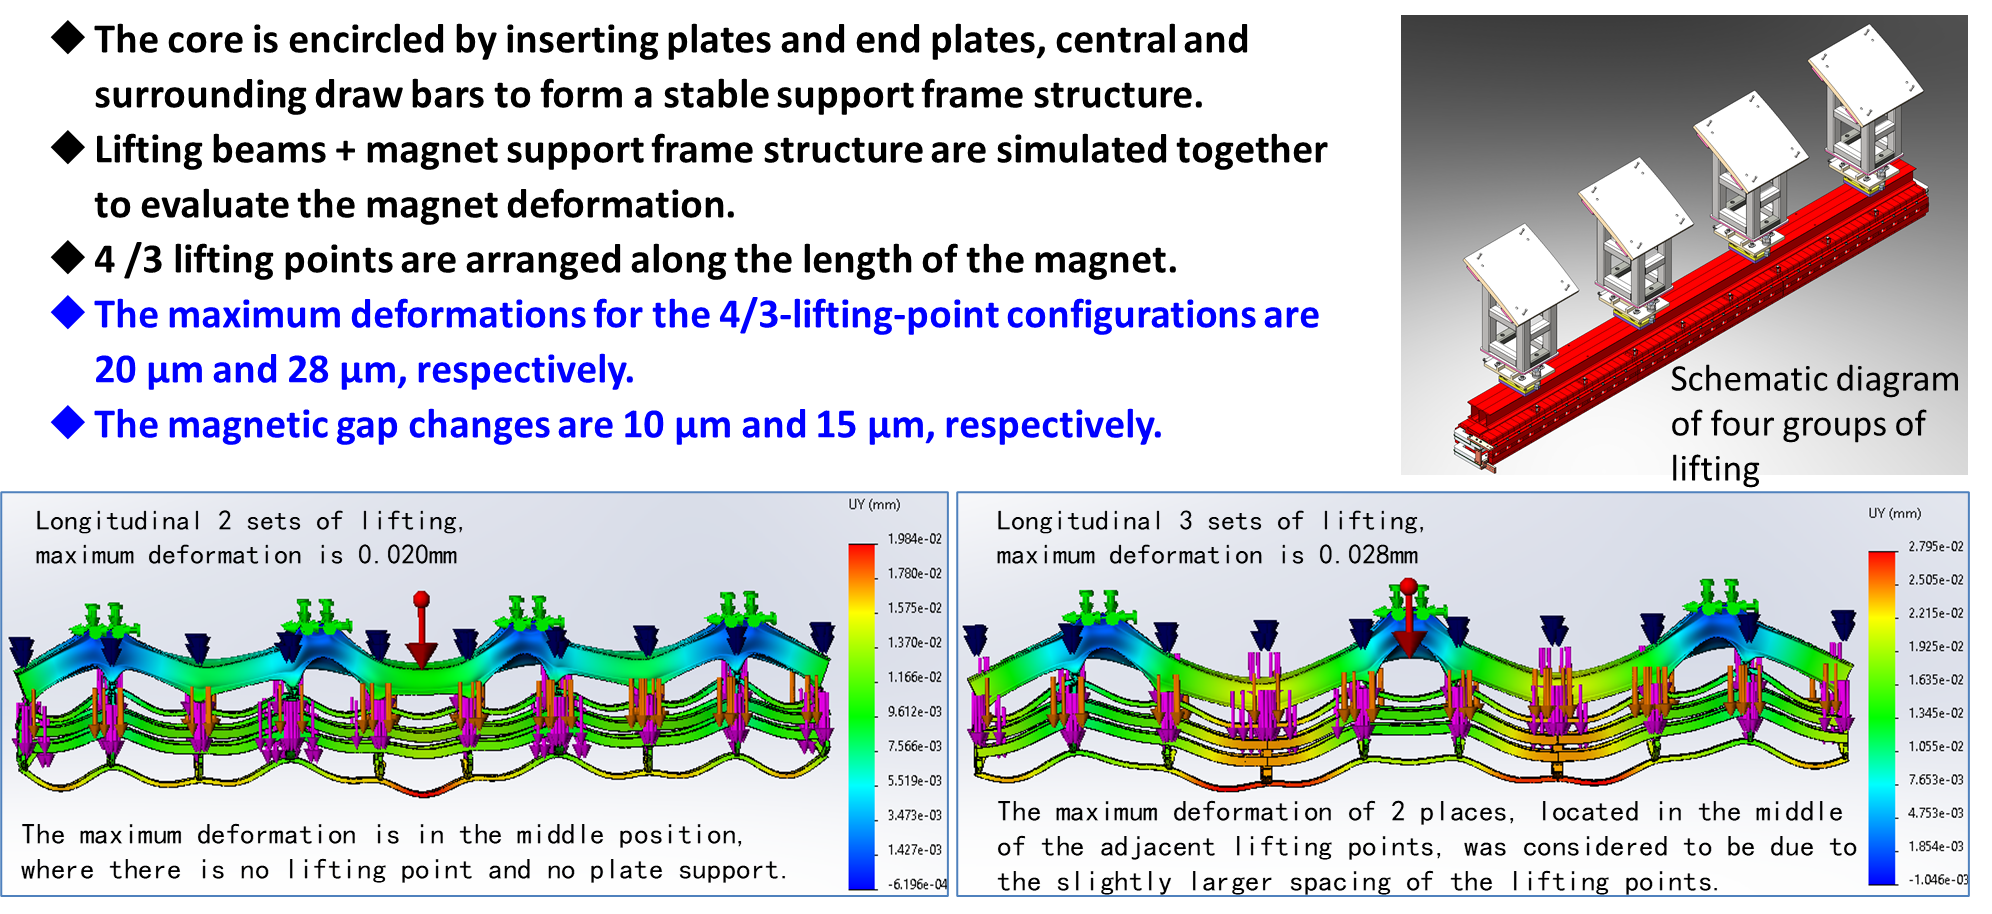 ◆ The core is encircled by inserting plates and end plates, central and
surrounding draw bars to form a stable support frame structure.
◆ Lifting beams + magnet support frame structure are simulated together
to evaluate the magnet deformation.
◆ 4 /3 lifting points are arranged along the length of the magnet.
◆ The maximum deformations for the 4/3-lifting-point configurations are
20 μm and 28 μm, respectively.
◆ The magnetic gap changes are 10 μm and 15 μm, respectively.
Schematic diagram
of four groups of
lifting
Longitudinal 2 sets of lifting,
maximum deformation is 0.020mm
UY (mm)
1.984e-02
1.780e-02
1.575e-02
1.370e-02
1.166e-02
9.612e-03
7.566e-03
5.519e-03
3.473e-03
1.427e-03
-6.196e-04
The maximum deformation is in the middle position,
where there is no lifting point and no plate support.
Longitudinal 3 sets of lifting,
maximum deformation is 0.028mm
UY (mm)
2.795e-02
2.505e-02
2.215e-02
1.925e-02
1.635e-02
1.345e-02
1.055e-02
7.653e-03
4.753e-03
1.854e-03
-1.046e-03
The maximum deformation of 2 places, located in the middle
of the adjacent lifting points, was considered to be due to
the slightly larger spacing of the lifting points.